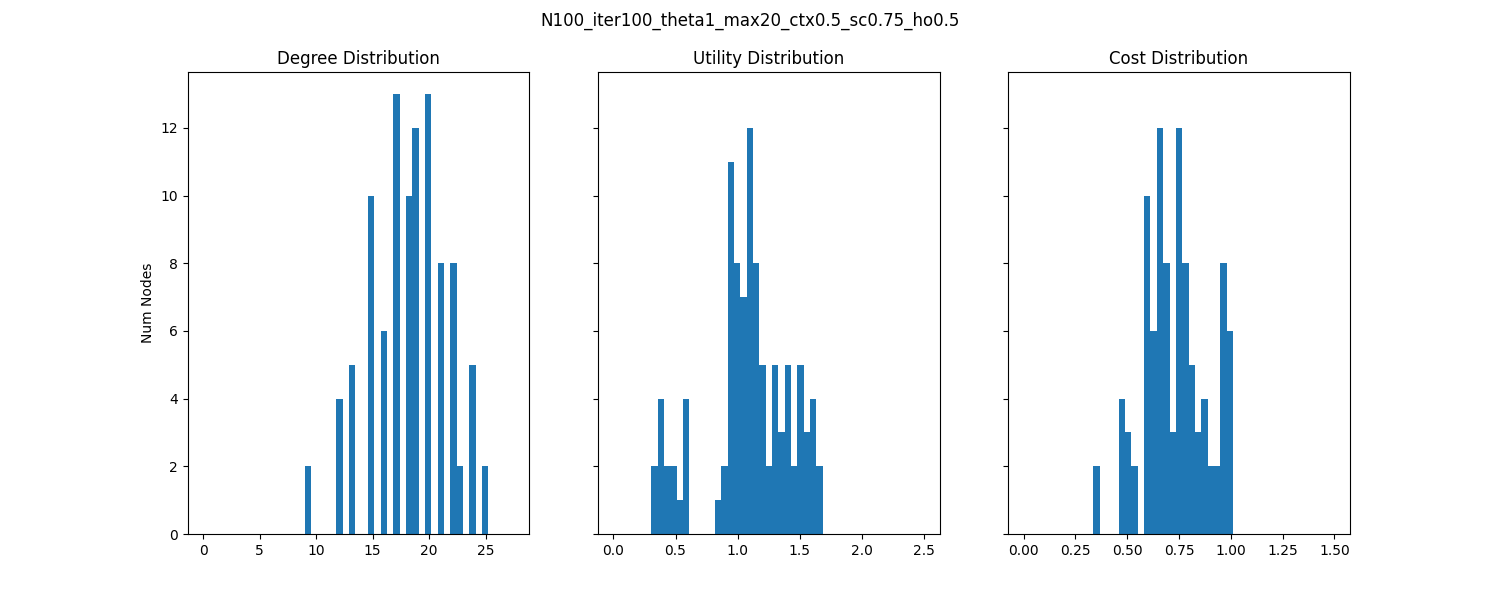 N100_iter100_theta1_max20_ctx0.5_sc0.75_ho0.5
Degree Distribution
Utility Distribution
Cost Distribution
Num Nodes
12
10
8
6
4
2
0
0 5 10 15 20 25
0.0 0.5 1.0 1.5 2.0 2.5
0.00 0.25 0.50 0.75 1.00 1.25 1.50